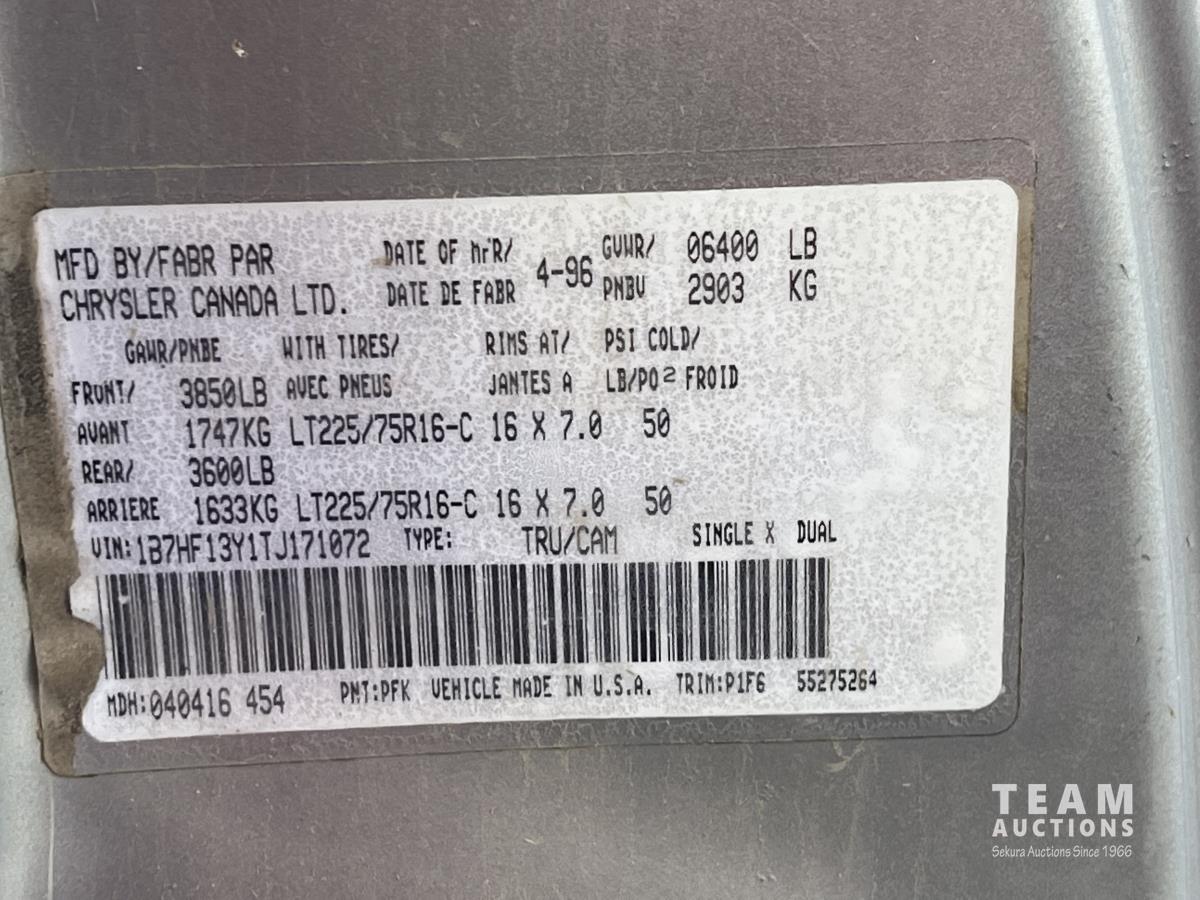 MFD BY/FABR PAR DATE OF MFR/ 4-96 GVWR/ 06400 LB
CHRYSLER CANADA LTD. DATE DE FABR PNBV 2903 KG
GAWR/PNBE WITH TIRES/ RIMS AT/ PSI COLD/
FRONT/ 3850LB AVEC PNEUS JANTES A LB/PO² FROID
AVANT 1747KG LT225/75R16-C 16 X 7.0 50
REAR/ 3600LB
ARRIERE 1633KG LT225/75R16-C 16 X 7.0 50
VIN:1B7HF13Y1TJ171072 TYPE: TRU/CAM SINGLE X DUAL
MDH:040416 454 PNT:PFK VEHICLE MADE IN U.S.A. TRIM:P1F6 55275264
TEAM
AUCTIONS
Sekura Auctions Since 1966